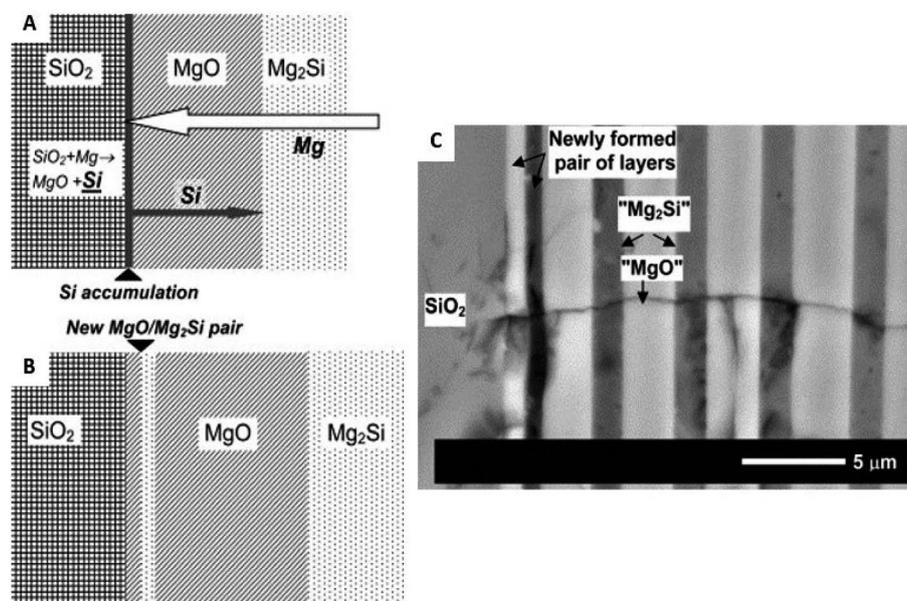 A
SiO₂
MgO
Mg₂Si
Mg
SiO₂+Mg→
MgO +Si
Si
Si accumulation
New MgO/Mg₂Si pair
B
SiO₂
MgO
Mg₂Si
C
Newly formed
pair of layers
"Mg₂Si"
"MgO"
SiO₂
5 μm